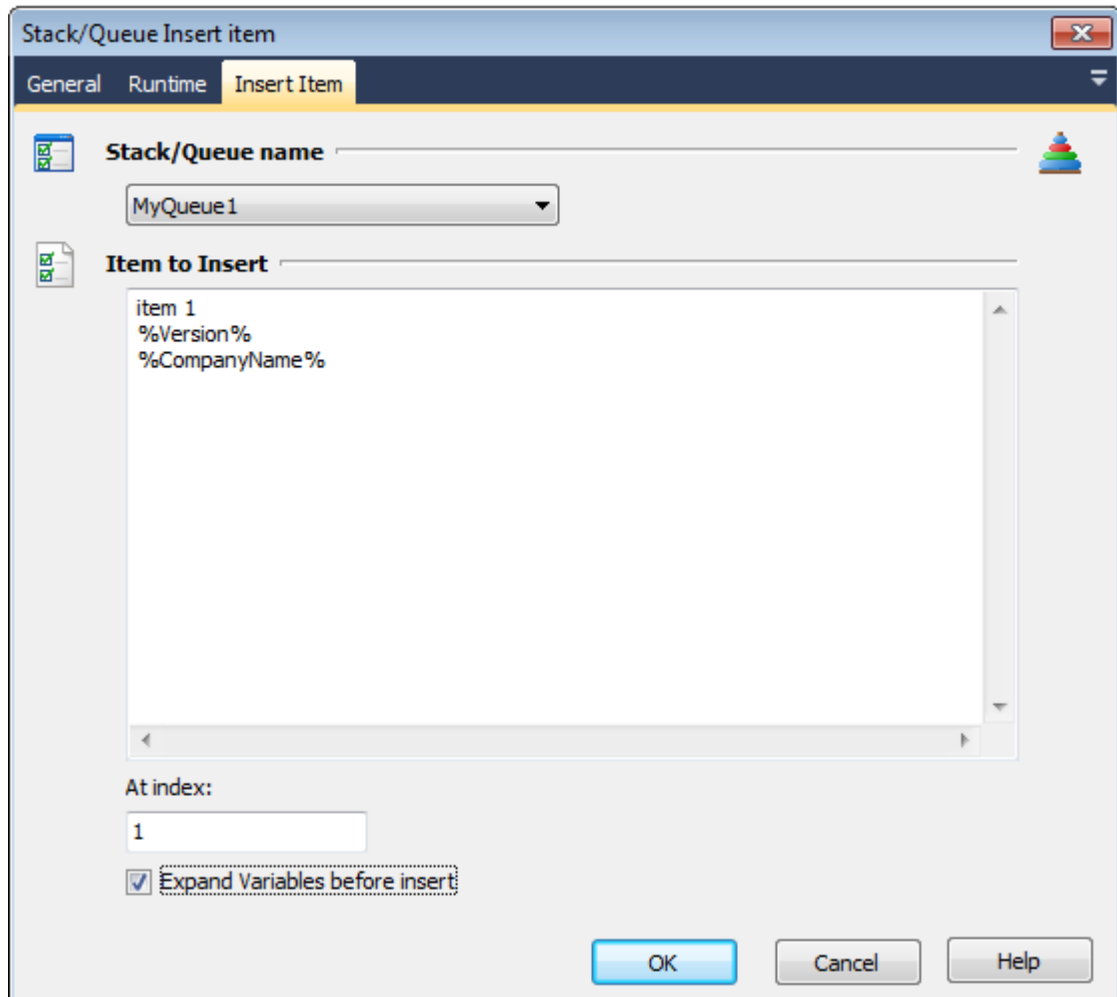 Stack/Queue Insert item
General Runtime Insert Item
Stack/Queue name
MyQueue1
Item to Insert
item 1
%Version%
%CompanyName%
At index:
1
Expand Variables before insert
OK Cancel Help